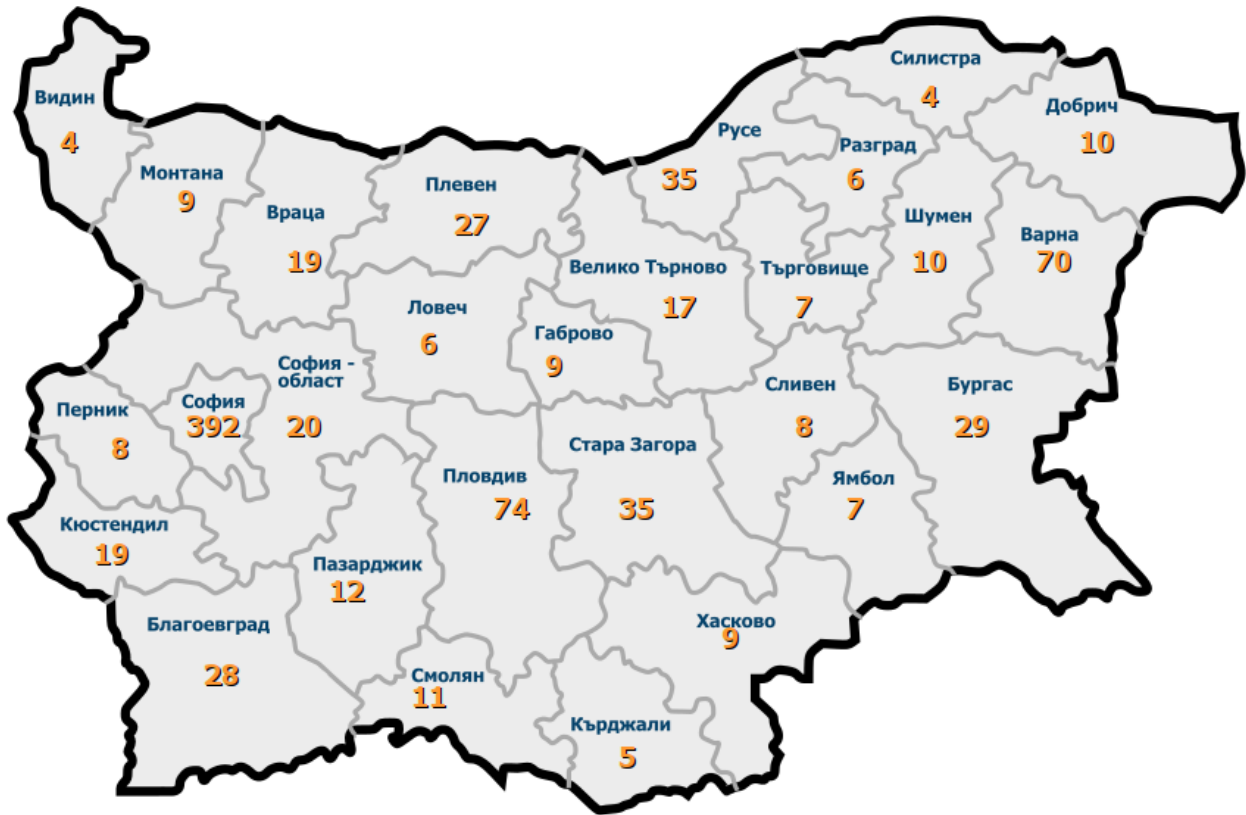 Силистра
4
Видин
4
Добрич
10
Русе
35
Разград
6
Монтана
9
Плевен
27
Враца
19
Шумен
10
Варна
70
Велико Търново
17
Търговище
7
Ловеч
6
Габрово
9
София -
област
20
София
392
Перник
8
Сливен
8
Бургас
29
Стара Загора
35
Пловдив
74
Ямбол
7
Кюстендил
19
Пазарджик
12
Благоевград
28
Хасково
9
Смолян
11
Кърджали
5